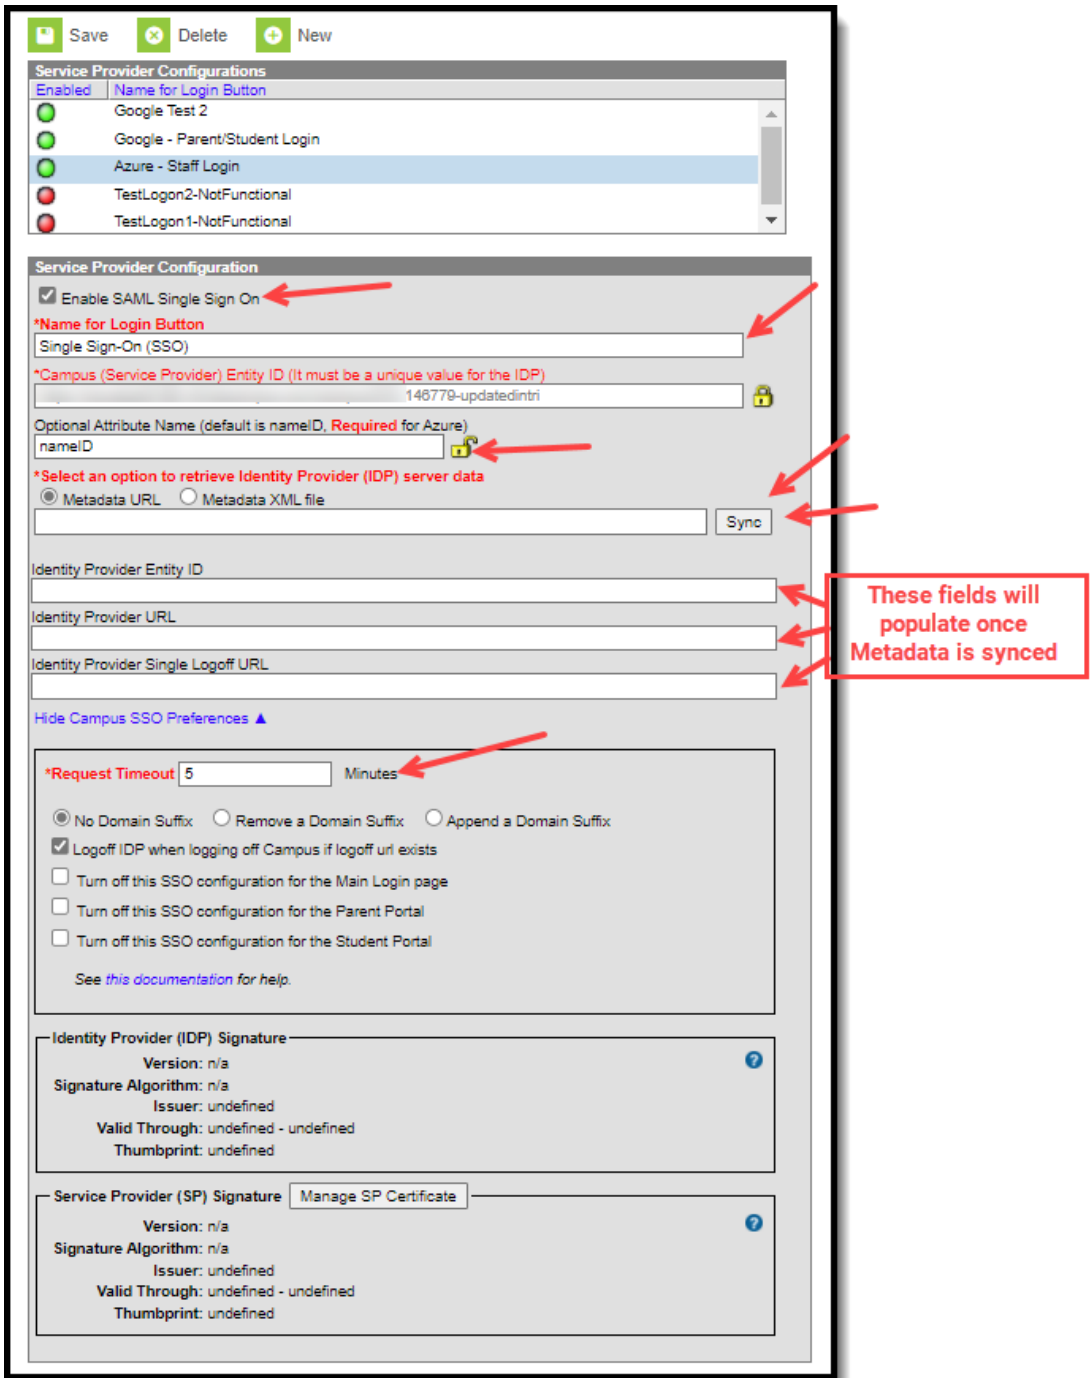 Save Delete New
Service Provider Configurations
Enabled Name for Login Button
Google Test 2
Google - Parent/Student Login
Azure - Staff Login
TestLogon2-NotFunctional
TestLogon1-NotFunctional
Service Provider Configuration
Enable SAML Single Sign On
*Name for Login Button
Single Sign-On (SSO)
*Campus (Service Provider) Entity ID (It must be a unique value for the IDP)
146779-updatedintri
Optional Attribute Name (default is nameID, Required for Azure)
nameID
*Select an option to retrieve Identity Provider (IDP) server data
Metadata URL Metadata XML file
Sync
Identity Provider Entity ID
Identity Provider URL
Identity Provider Single Logoff URL
These fields will
populate once
Metadata is synced
Hide Campus SSO Preferences ▲
*Request Timeout 5 Minutes
No Domain Suffix Remove a Domain Suffix Append a Domain Suffix
Logoff IDP when logging off Campus if logoff url exists
Turn off this SSO configuration for the Main Login page
Turn off this SSO configuration for the Parent Portal
Turn off this SSO configuration for the Student Portal
See this documentation for help.
Identity Provider (IDP) Signature
Version: n/a
Signature Algorithm: n/a
Issuer: undefined
Valid Through: undefined - undefined
Thumbprint: undefined
Service Provider (SP) Signature Manage SP Certificate
Version: n/a
Signature Algorithm: n/a
Issuer: undefined
Valid Through: undefined - undefined
Thumbprint: undefined